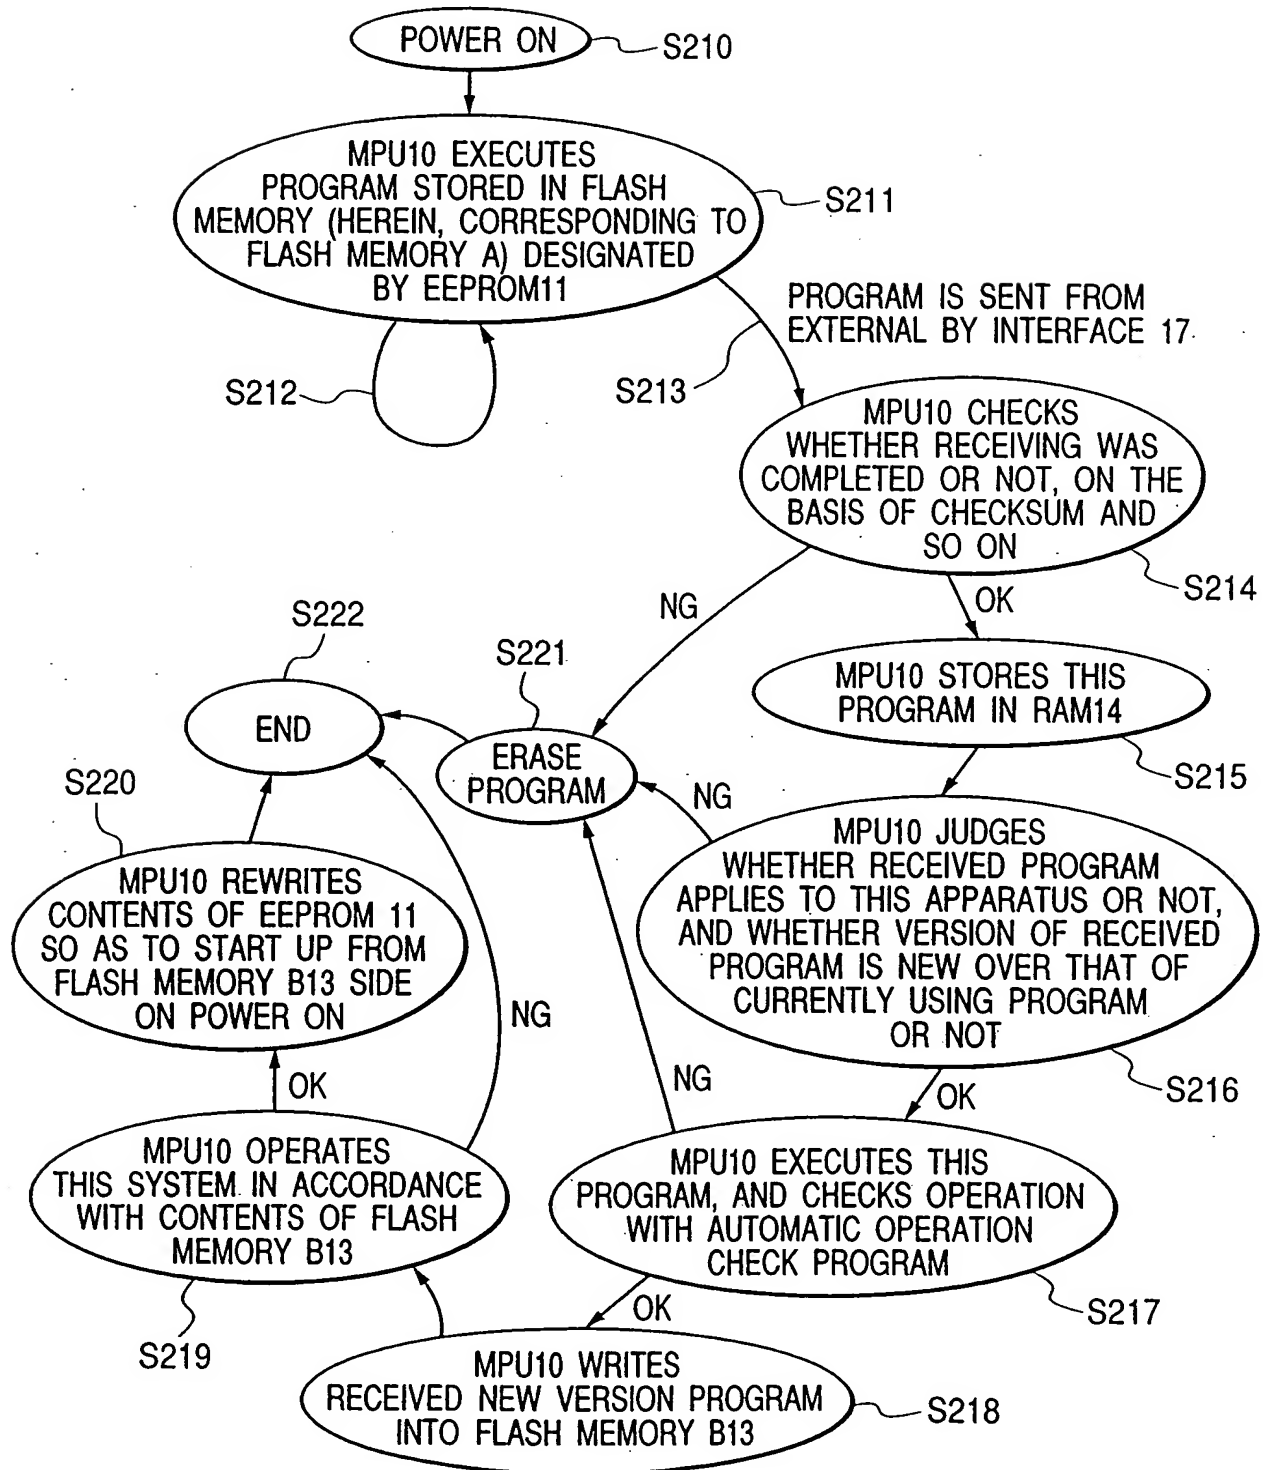 POWER ON
S210
MPU10 EXECUTES
PROGRAM STORED IN FLASH
MEMORY (HEREIN, CORRESPONDING TO
FLASH MEMORY A) DESIGNATED
BY EEPROM11
S211
S212
S213
PROGRAM IS SENT FROM
EXTERNAL BY INTERFACE 17
MPU10 CHECKS
WHETHER RECEIVING WAS
COMPLETED OR NOT, ON THE
BASIS OF CHECKSUM AND
SO ON
S214
NG
OK
MPU10 STORES THIS
PROGRAM IN RAM14
S215
S222
END
S221
ERASE
PROGRAM
NG
MPU10 JUDGES
WHETHER RECEIVED PROGRAM
APPLIES TO THIS APPARATUS OR NOT,
AND WHETHER VERSION OF RECEIVED
PROGRAM IS NEW OVER THAT OF
CURRENTLY USING PROGRAM
OR NOT
S216
OK
NG
MPU10 EXECUTES THIS
PROGRAM, AND CHECKS OPERATION
WITH AUTOMATIC OPERATION
CHECK PROGRAM
S217
OK
MPU10 WRITES
RECEIVED NEW VERSION PROGRAM
INTO FLASH MEMORY B13
S218
MPU10 OPERATES
THIS SYSTEM IN ACCORDANCE
WITH CONTENTS OF FLASH
MEMORY B13
S219
OK
NG
S220
MPU10 REWRITES
CONTENTS OF EEPROM 11
SO AS TO START UP FROM
FLASH MEMORY B13 SIDE
ON POWER ON